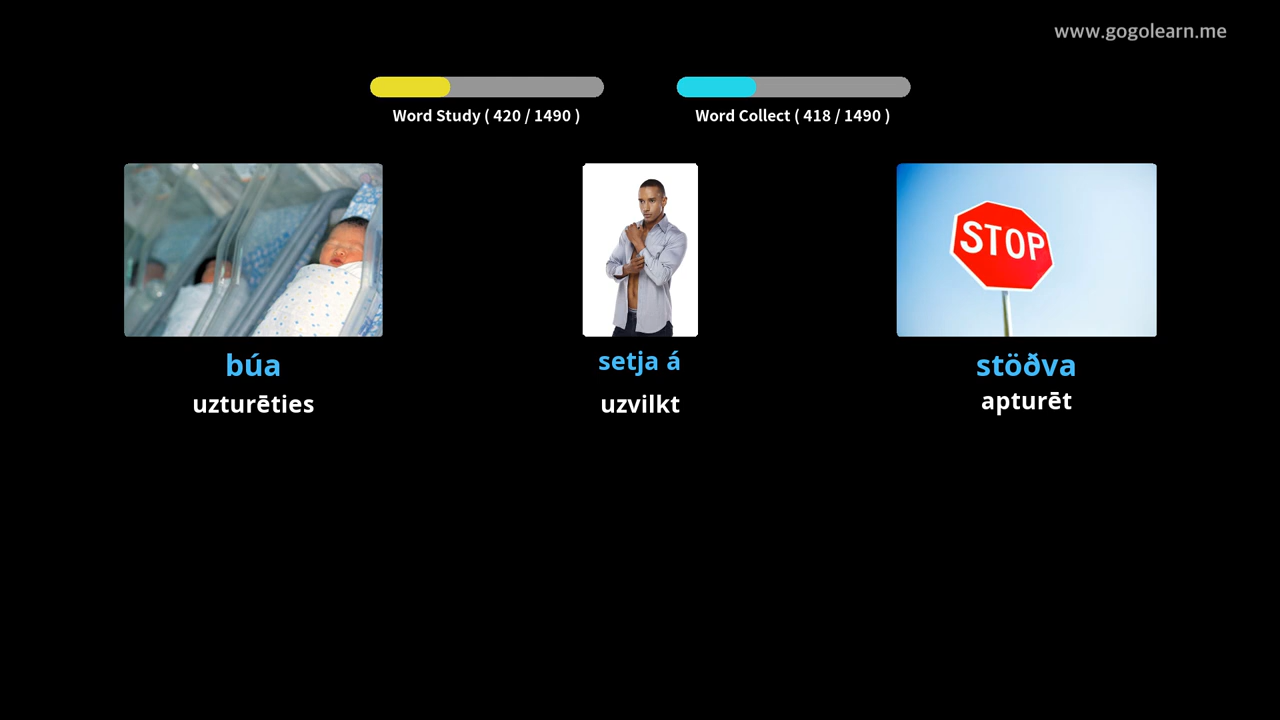 www.gogolearn.me
Word Study ( 420 / 1490 )
Word Collect ( 418 / 1490 )
STOP
búa
setja á
stöðva
uzturēties
uzvilkt
apturēt